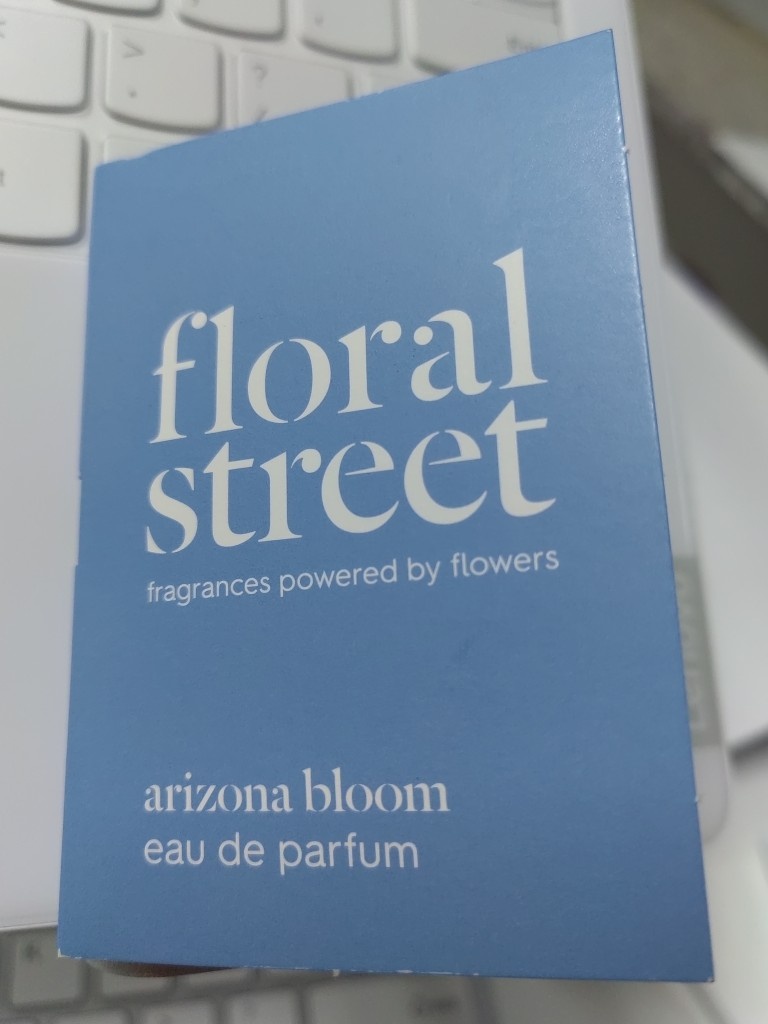 floral
street
fragrances powered by flowers
arizona bloom
eau de parfum